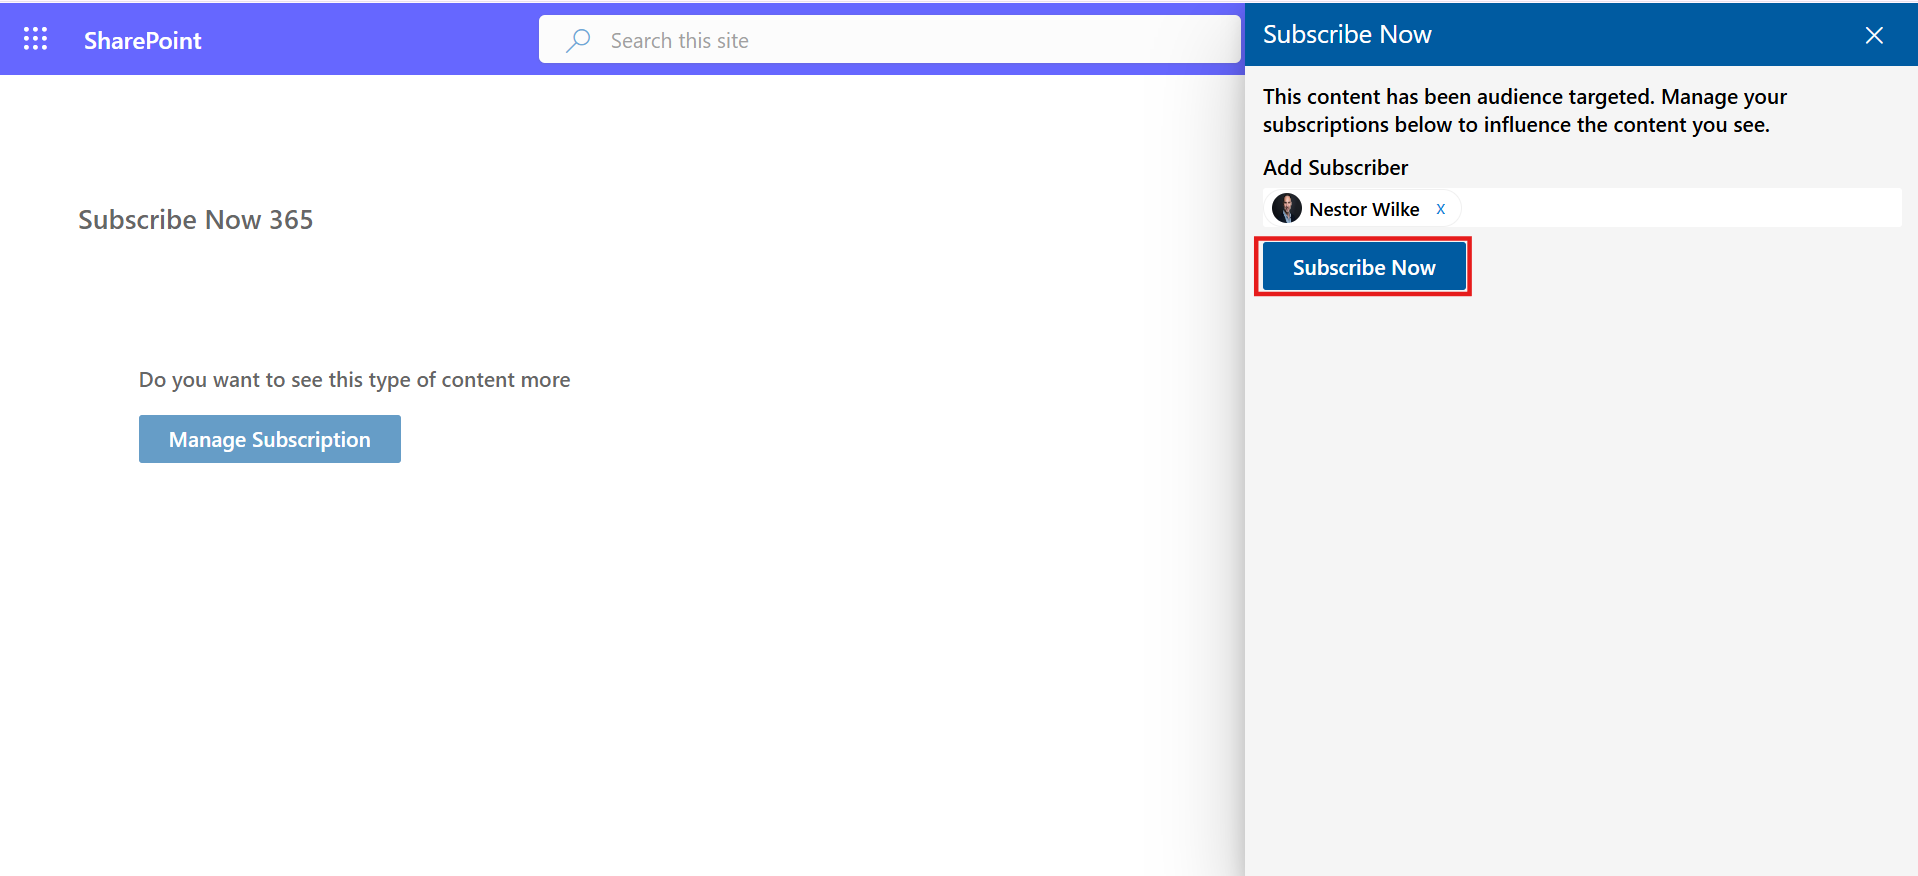 SharePoint
Search this site
Subscribe Now 365
Do you want to see this type of content more
Manage Subscription
Subscribe Now
This content has been audience targeted. Manage your
subscriptions below to influence the content you see.
Add Subscriber
Nestor Wilke x
Subscribe Now